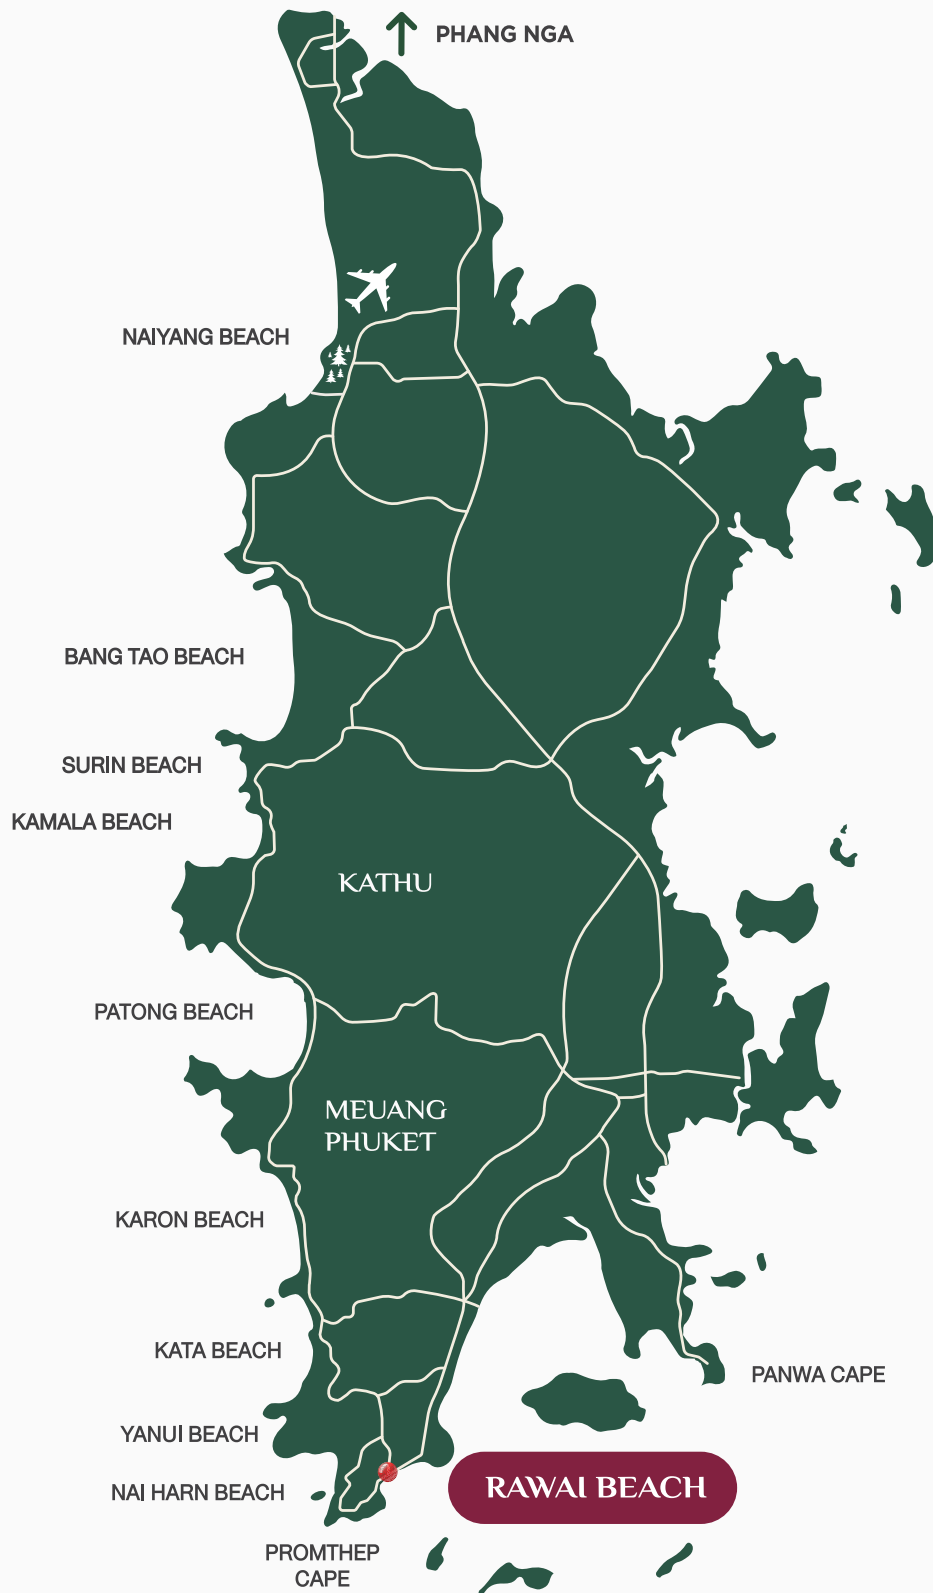 PHANG NGA
NAIYANG BEACH
BANG TAO BEACH
SURIN BEACH
KAMALA BEACH
KATHU
PATONG BEACH
MEUANG
PHUKET
KARON BEACH
KATA BEACH
PANWA CAPE
YANUI BEACH
RAWAI BEACH
NAI HARN BEACH
PROMTHEP
CAPE